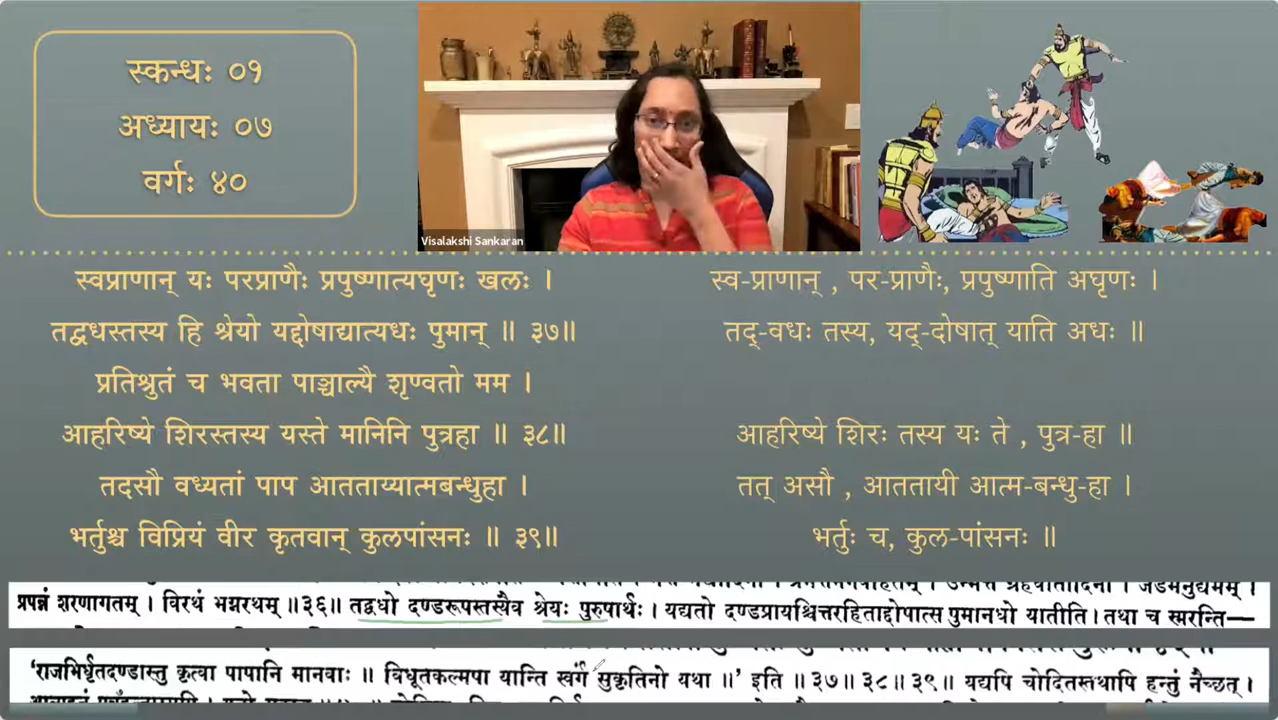 स्कन्धः ०१
अध्यायः ०७
वर्गः ४०
Visalakshi Sankaran
स्वप्राणान् यः परप्राणैः प्रपुष्णात्यघृणः खलः ।
तद्वधस्तस्य हि श्रेयो यद्दोषाद्यात्यधः पुमान् ॥ ३७॥
प्रतिश्रुतं च भवता पाञ्चाल्यै शृण्वतो मम ।
आहरिष्ये शिरस्तस्य यस्ते मानिनि पुत्रहा ॥ ३८॥
तदसौ वध्यतां पाप आतताय्यात्मबन्धुहा ।
भर्तुश्च विप्रियं वीर कृतवान् कुलपांसनः ॥ ३९॥
स्व-प्राणान् , पर-प्राणैः, प्रपुष्णाति अघृणः ।
तद्-वधः तस्य, यद्-दोषात् याति अधः ॥
आहरिष्ये शिरः तस्य यः ते , पुत्र-हा ॥
तत् असौ , आततायी आत्म-बन्धु-हा ।
भर्तुः च, कुल-पांसनः ॥
प्रपन्नं शरणागतम् । विरथं भग्नरथम् ॥३६॥ तद्वधो दण्डरूपस्तस्यैव श्रेयः पुरुषार्थः । यद्यतो दण्डप्रायश्चित्तरहिताद्दोषात्स पुमानधो यातीति । तथा च स्मरन्ति—
'राजभिर्धृतदण्डास्तु कृत्वा पापानि मानवाः ॥ विधूतकल्मषा यान्ति स्वर्गं सुकृतिनो यथा ॥' इति ॥३७॥३८॥३९॥ यद्यपि चोदितस्तथापि हन्तुं नैच्छत् ।